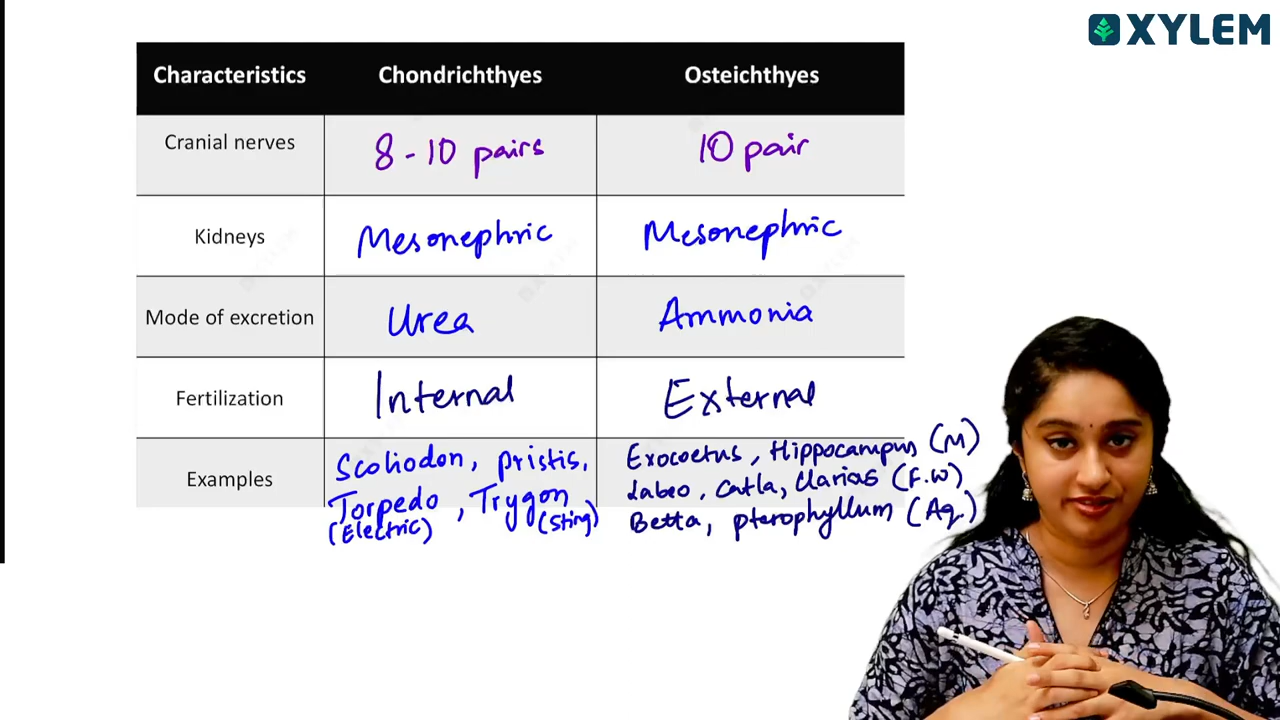 XYLEM
Characteristics Chondrichthyes Osteichthyes
Cranial nerves 8-10 pairs 10 pair
Kidneys Mesonephric Mesonephric
Mode of excretion Urea Ammonia
Fertilization Internal External
Examples
Scoliodon, pristis,
Torpedo, Trygon
(Electric) (Sting)
Exocoetus, Hippocampus (M)
Labeo, Catla, Clarias (F.W)
Betta, pterophyllum (Aq.)